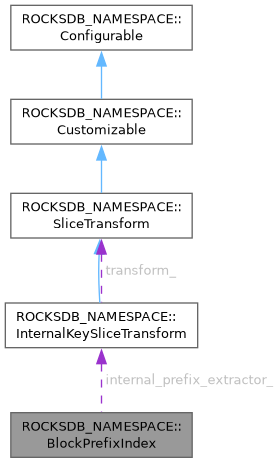 ROCKSDB_NAMESPACE::
Configurable
ROCKSDB_NAMESPACE::
Customizable
ROCKSDB_NAMESPACE::
SliceTransform
transform_
ROCKSDB_NAMESPACE::
InternalKeySliceTransform
internal_prefix_extractor_
ROCKSDB_NAMESPACE::
BlockPrefixIndex